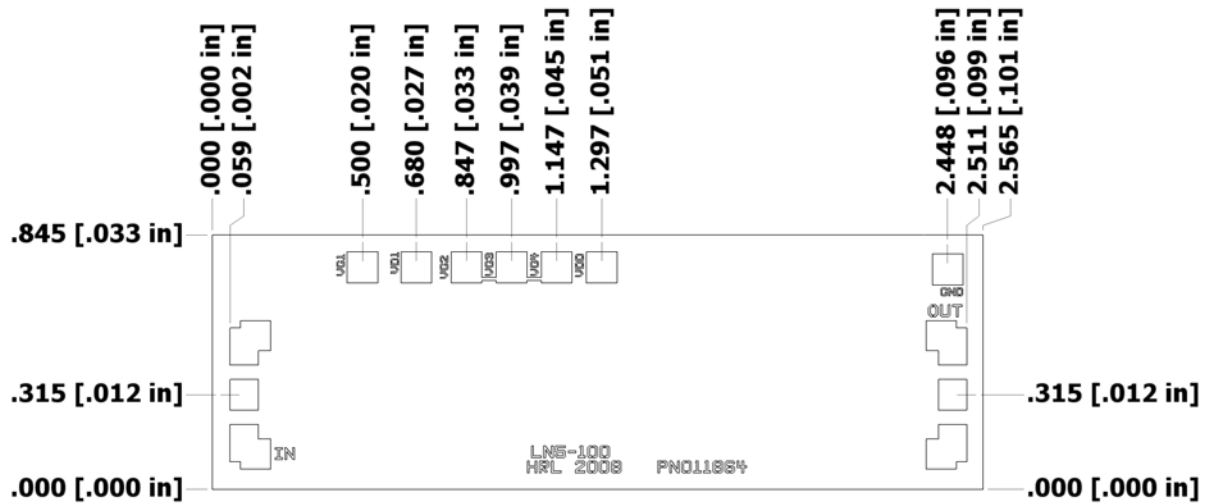 .000 [.000 in]
.059 [.002 in]
.500 [.020 in]
.680 [.027 in]
.847 [.033 in]
.997 [.039 in]
1.147 [.045 in]
1.297 [.051 in]
2.448 [.096 in]
2.511 [.099 in]
2.565 [.101 in]
.845 [.033 in]
VG1 VD1 VG2 VG3 VG4 VDD
GND
OUT
.315 [.012 in]
.315 [.012 in]
IN
LN5-100
HRL 2008 PN011864
.000 [.000 in]
.000 [.000 in]